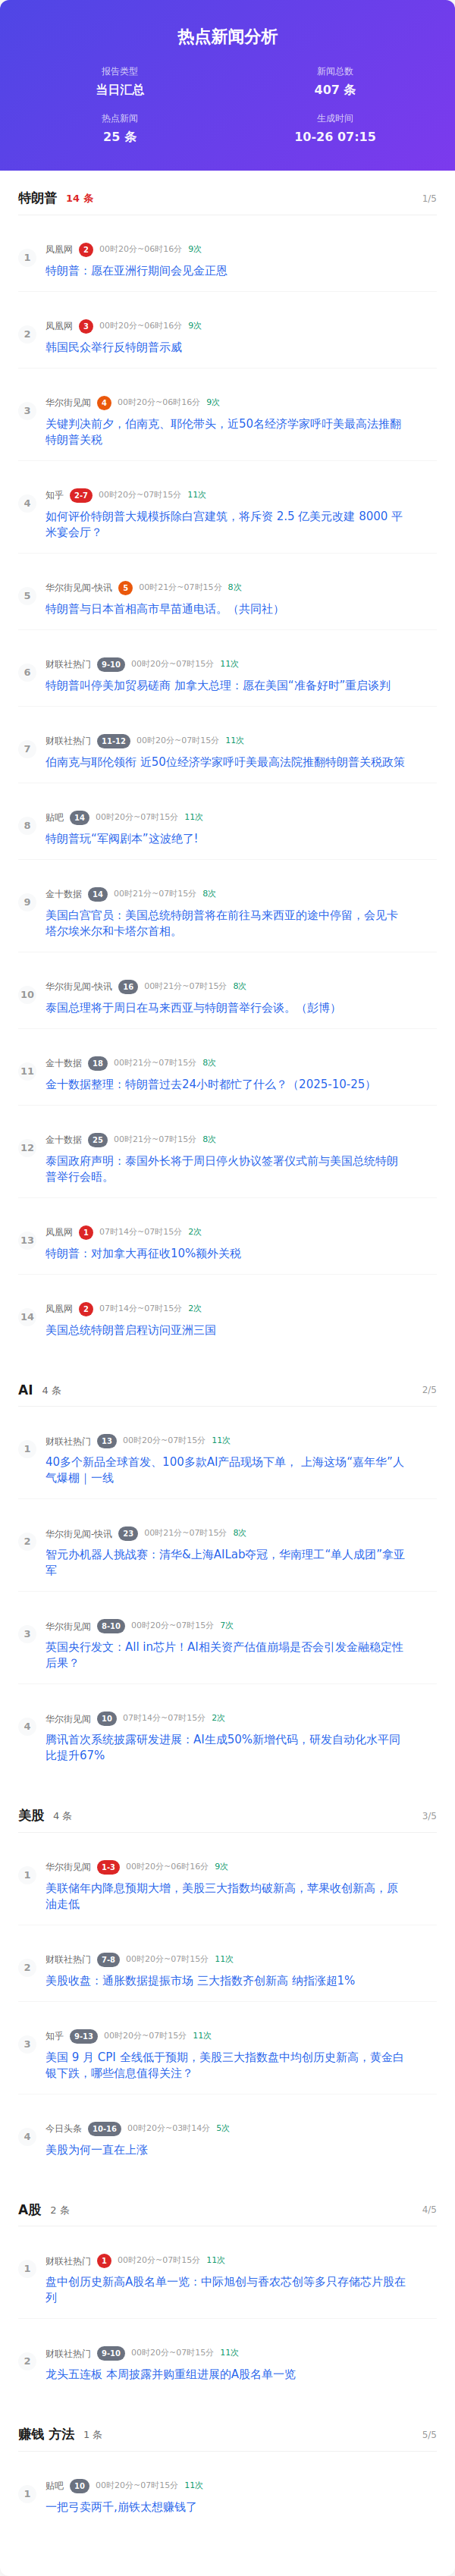 热点新闻分析
报告类型
新闻总数
当日汇总
407 条
热点新闻
生成时间
25 条
10-26 07:15
特朗普 14 条 1/5
1
凤凰网 2 00时20分~06时16分 9次
特朗普：愿在亚洲行期间会见金正恩
2
凤凰网 3 00时20分~06时16分 9次
韩国民众举行反特朗普示威
3
华尔街见闻 4 00时20分~06时16分 9次
关键判决前夕，伯南克、耶伦带头，近50名经济学家呼吁美最高法推翻
特朗普关税
4
知乎 2-7 00时20分~07时15分 11次
如何评价特朗普大规模拆除白宫建筑，将斥资 2.5 亿美元改建 8000 平
米宴会厅？
5
华尔街见闻-快讯 5 00时21分~07时15分 8次
特朗普与日本首相高市早苗通电话。（共同社）
6
财联社热门 9-10 00时20分~07时15分 11次
特朗普叫停美加贸易磋商 加拿大总理：愿在美国“准备好时”重启谈判
7
财联社热门 11-12 00时20分~07时15分 11次
伯南克与耶伦领衔 近50位经济学家呼吁美最高法院推翻特朗普关税政策
8
贴吧 14 00时20分~07时15分 11次
特朗普玩“军阀剧本”这波绝了!
9
金十数据 14 00时21分~07时15分 8次
美国白宫官员：美国总统特朗普将在前往马来西亚的途中停留，会见卡
塔尔埃米尔和卡塔尔首相。
10
华尔街见闻-快讯 16 00时21分~07时15分 8次
泰国总理将于周日在马来西亚与特朗普举行会谈。（彭博）
11
金十数据 18 00时21分~07时15分 8次
金十数据整理：特朗普过去24小时都忙了什么？（2025-10-25）
12
金十数据 25 00时21分~07时15分 8次
泰国政府声明：泰国外长将于周日停火协议签署仪式前与美国总统特朗
普举行会晤。
13
凤凰网 1 07时14分~07时15分 2次
特朗普：对加拿大再征收10%额外关税
14
凤凰网 2 07时14分~07时15分 2次
美国总统特朗普启程访问亚洲三国
AI 4 条 2/5
1
财联社热门 13 00时20分~07时15分 11次
40多个新品全球首发、100多款AI产品现场下单， 上海这场“嘉年华”人
气爆棚｜一线
2
华尔街见闻-快讯 23 00时21分~07时15分 8次
智元办机器人挑战赛：清华&上海AILab夺冠，华南理工“单人成团”拿亚
军
3
华尔街见闻 8-10 00时20分~07时15分 7次
英国央行发文：All in芯片！AI相关资产估值崩塌是否会引发金融稳定性
后果？
4
华尔街见闻 10 07时14分~07时15分 2次
腾讯首次系统披露研发进展：AI生成50%新增代码，研发自动化水平同
比提升67%
美股 4 条 3/5
1
华尔街见闻 1-3 00时20分~06时16分 9次
美联储年内降息预期大增，美股三大指数均破新高，苹果收创新高，原
油走低
2
财联社热门 7-8 00时20分~07时15分 11次
美股收盘：通胀数据提振市场 三大指数齐创新高 纳指涨超1%
3
知乎 9-13 00时20分~07时15分 11次
美国 9 月 CPI 全线低于预期，美股三大指数盘中均创历史新高，黄金白
银下跌，哪些信息值得关注？
4
今日头条 10-16 00时20分~03时14分 5次
美股为何一直在上涨
A股 2 条 4/5
1
财联社热门 1 00时20分~07时15分 11次
盘中创历史新高A股名单一览：中际旭创与香农芯创等多只存储芯片股在
列
2
财联社热门 9-10 00时20分~07时15分 11次
龙头五连板 本周披露并购重组进展的A股名单一览
赚钱 方法 1 条 5/5
1
贴吧 10 00时20分~07时15分 11次
一把弓卖两千,崩铁太想赚钱了